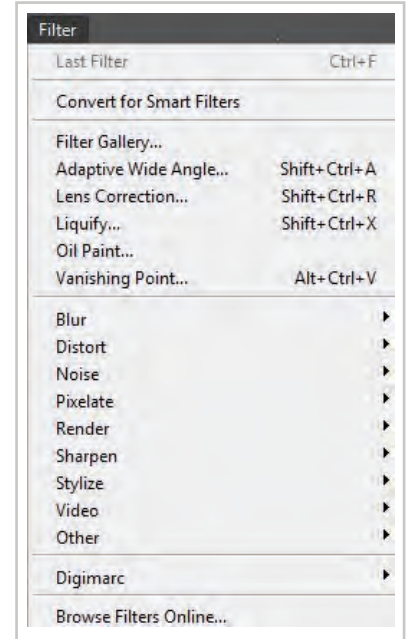 Filter
Last Filter Ctrl+F
Convert for Smart Filters
Filter Gallery...
Adaptive Wide Angle... Shift+Ctrl+A
Lens Correction... Shift+Ctrl+R
Liquify... Shift+Ctrl+X
Oil Paint...
Vanishing Point... Alt+Ctrl+V
Blur
Distort
Noise
Pixelate
Render
Sharpen
Stylize
Video
Other
Digimarc
Browse Filters Online...